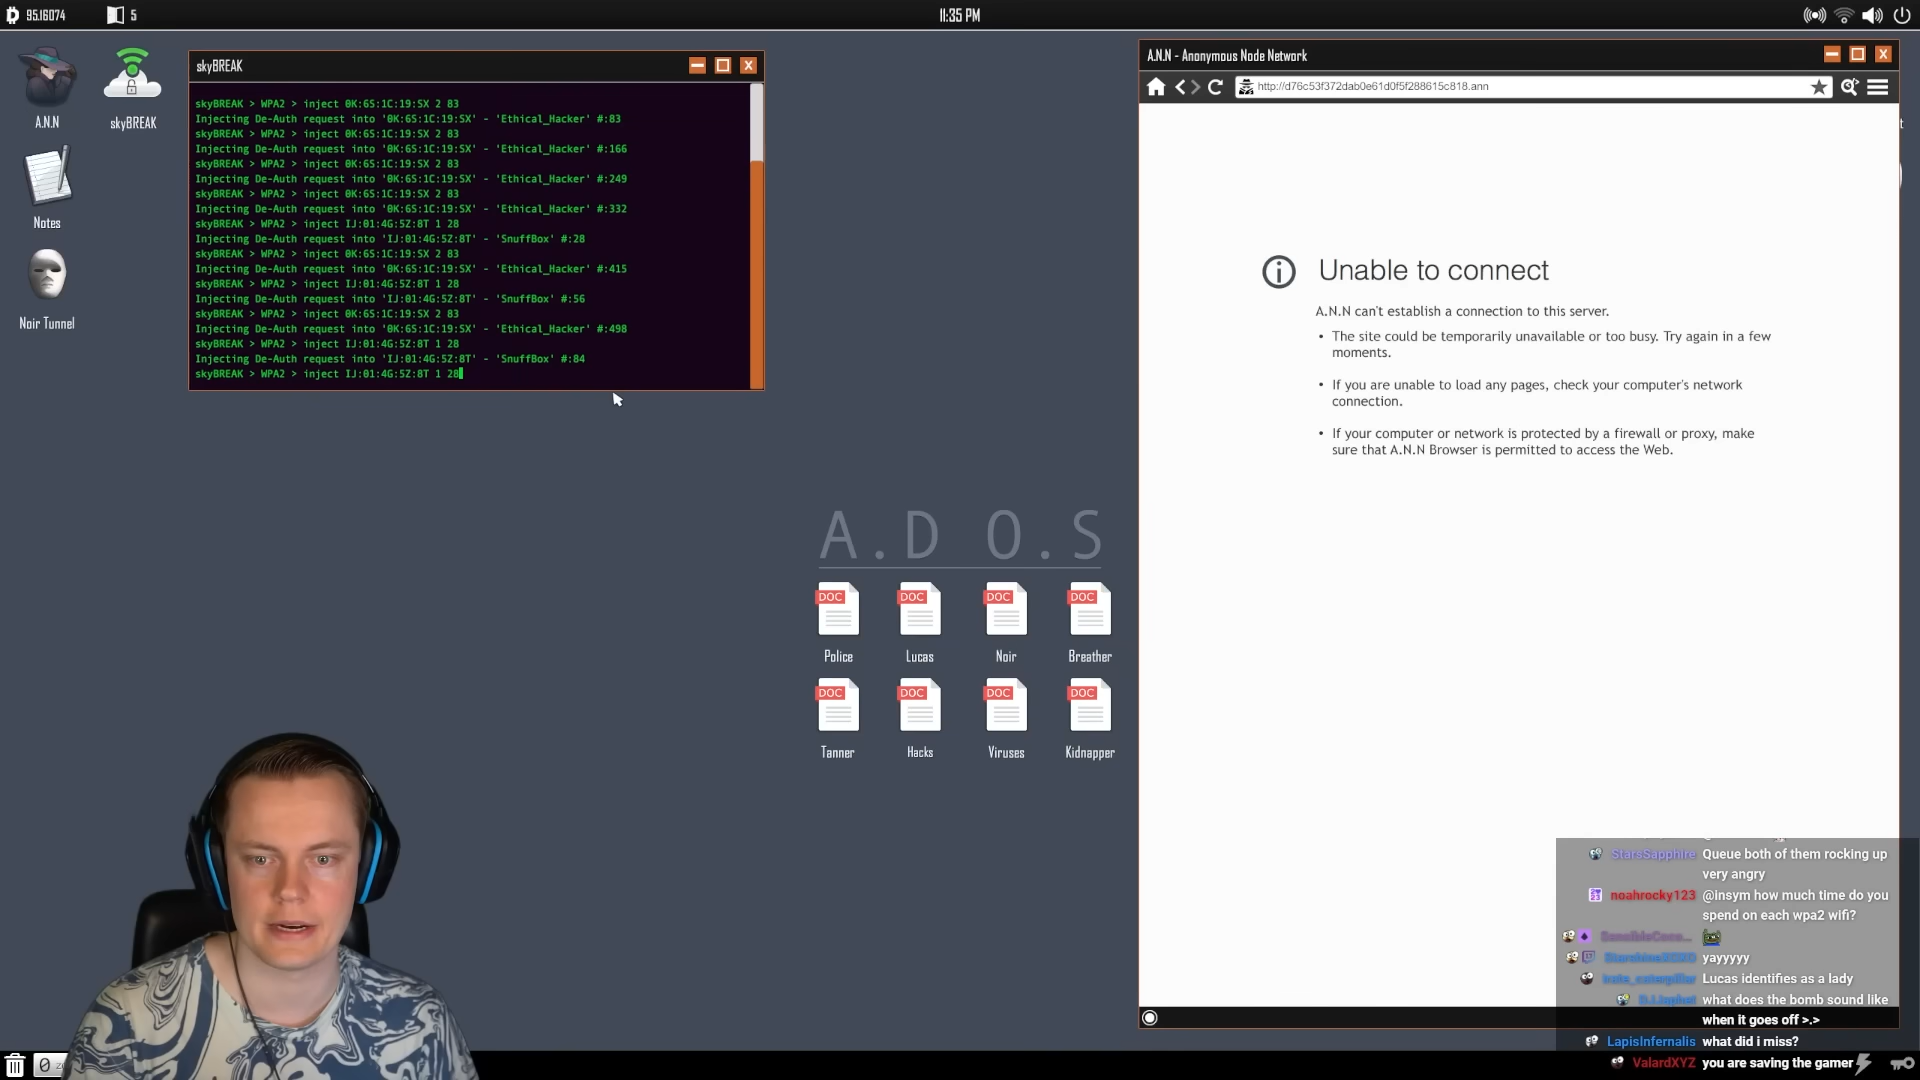 95.16074
5
11:35 PM
A.N.N
skyBREAK
Notes
Noir Tunnel
skyBREAK
skyBREAK > WPA2 > inject 0K:6S:1C:19:SX 2 83
Injecting De-Auth request into '0K:6S:1C:19:SX' - 'Ethical_Hacker' #:83
skyBREAK > WPA2 > inject 0K:6S:1C:19:SX 2 83
Injecting De-Auth request into '0K:6S:1C:19:SX' - 'Ethical_Hacker' #:166
skyBREAK > WPA2 > inject 0K:6S:1C:19:SX 2 83
Injecting De-Auth request into '0K:6S:1C:19:SX' - 'Ethical_Hacker' #:249
skyBREAK > WPA2 > inject 0K:6S:1C:19:SX 2 83
Injecting De-Auth request into '0K:6S:1C:19:SX' - 'Ethical_Hacker' #:332
skyBREAK > WPA2 > inject IJ:01:4G:5Z:8T 1 28
Injecting De-Auth request into 'IJ:01:4G:5Z:8T' - 'SnuffBox' #:28
skyBREAK > WPA2 > inject 0K:6S:1C:19:SX 2 83
Injecting De-Auth request into '0K:6S:1C:19:SX' - 'Ethical_Hacker' #:415
skyBREAK > WPA2 > inject IJ:01:4G:5Z:8T 1 28
Injecting De-Auth request into 'IJ:01:4G:5Z:8T' - 'SnuffBox' #:56
skyBREAK > WPA2 > inject 0K:6S:1C:19:SX 2 83
Injecting De-Auth request into '0K:6S:1C:19:SX' - 'Ethical_Hacker' #:498
skyBREAK > WPA2 > inject IJ:01:4G:5Z:8T 1 28
Injecting De-Auth request into 'IJ:01:4G:5Z:8T' - 'SnuffBox' #:84
skyBREAK > WPA2 > inject IJ:01:4G:5Z:8T 1 28
A.D O.S
DOC DOC DOC DOC
Police Lucas Noir Breather
DOC DOC DOC DOC
Tanner Hacks Viruses Kidnapper
A.N.N - Anonymous Node Network
http://d76c53f372dab0e61d0f5f288615c818.ann
Unable to connect
A.N.N can't establish a connection to this server.
• The site could be temporarily unavailable or too busy. Try again in a few
moments.
• If you are unable to load any pages, check your computer's network
connection.
• If your computer or network is protected by a firewall or proxy, make
sure that A.N.N Browser is permitted to access the Web.
StarsSapphire Queue both of them rocking up
very angry
noahrocky123 @insym how much time do you
spend on each wpa2 wifi?
yayyyyy
Lucas identifies as a lady
what does the bomb sound like
when it goes off >.>
LapisInfernalis what did i miss?
ValardXYZ you are saving the gamer
0